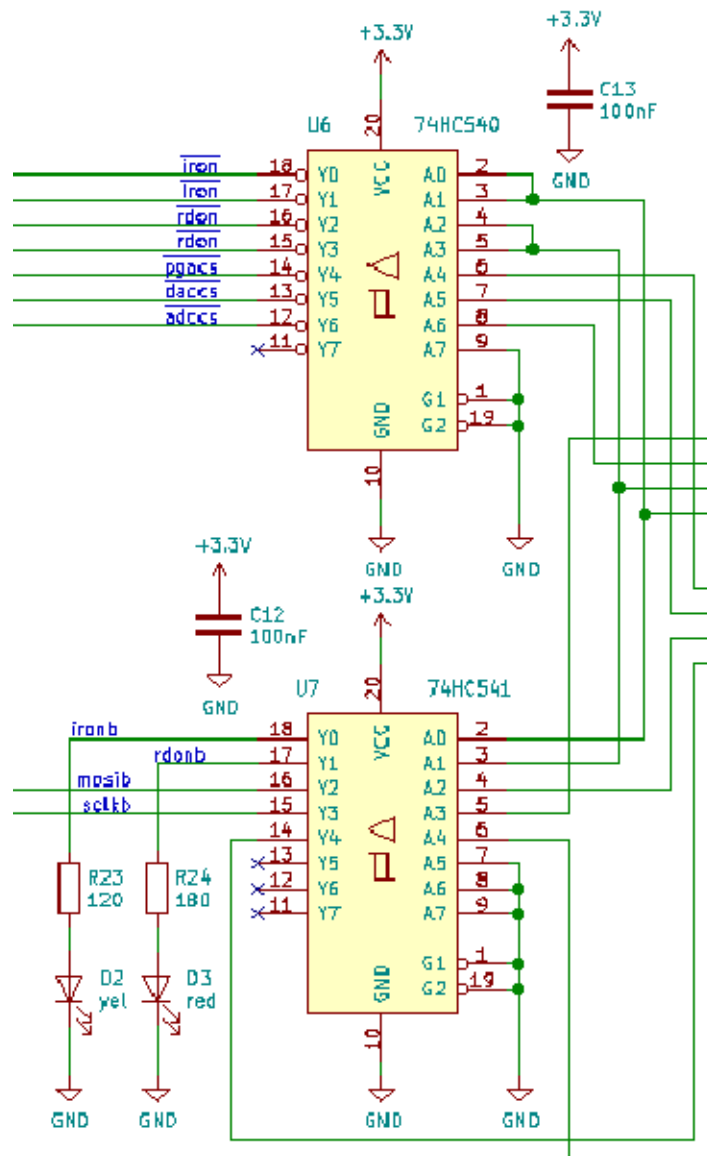 +3.3V
+3.3V
C13
100nF
GND
U6
74HC540
20
VCC
iron 18 Y0 A0 2
iron 17 Y1 A1 3
rdon 16 Y2 A2 4
rdon 15 Y3 A3 5
pgacs 14 Y4 A4 6
daccs 13 Y5 A5 7
adccs 12 Y6 A6 8
11 Y7 A7 9
G1 1
G2 19
GND
10
GND
GND
+3.3V
C12
100nF
GND
+3.3V
U7
74HC541
20
VCC
ironb 18 Y0 A0 2
rdonb 17 Y1 A1 3
mosib 16 Y2 A2 4
sclkb 15 Y3 A3 5
14 Y4 A4 6
13 Y5 A5 7
12 Y6 A6 8
11 Y7 A7 9
G1 1
G2 19
GND
10
R23
120
R24
180
D2
yel
D3
red
GND
GND
GND
GND